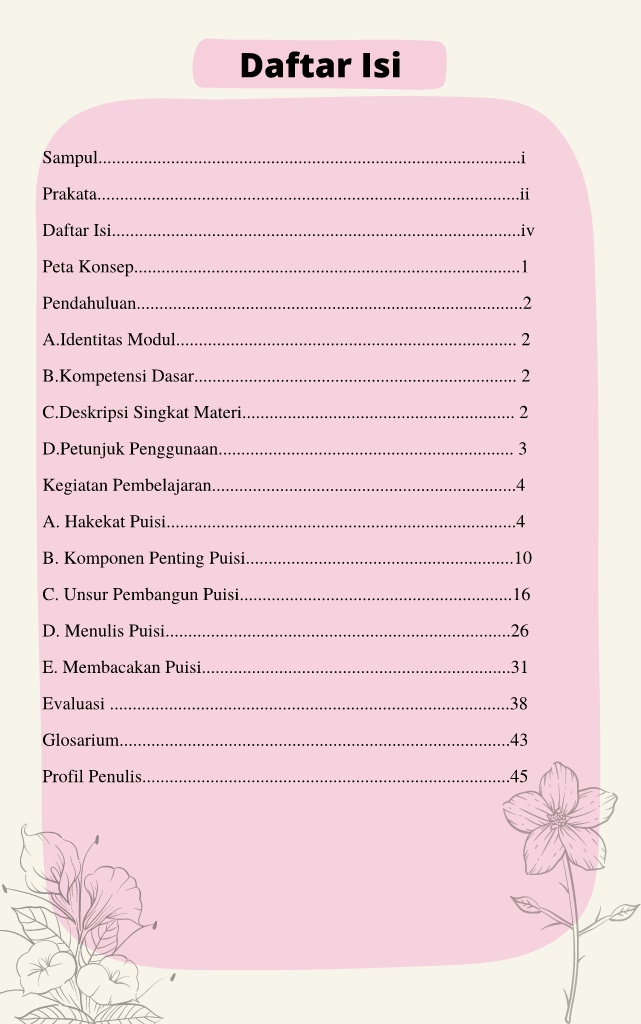 Daftar Isi
Sampul..............................................................................................i
Prakata..............................................................................................ii
Daftar Isi...........................................................................................iv
Peta Konsep......................................................................................1
Pendahuluan.....................................................................................2
A.Identitas Modul............................................................................ 2
B.Kompetensi Dasar........................................................................ 2
C.Deskripsi Singkat Materi............................................................. 2
D.Petunjuk Penggunaan.................................................................. 3
Kegiatan Pembelajaran....................................................................4
A. Hakekat Puisi..............................................................................4
B. Komponen Penting Puisi............................................................10
C. Unsur Pembangun Puisi.............................................................16
D. Menulis Puisi.............................................................................26
E. Membacakan Puisi.....................................................................31
Evaluasi .........................................................................................38
Glosarium.......................................................................................43
Profil Penulis..................................................................................45